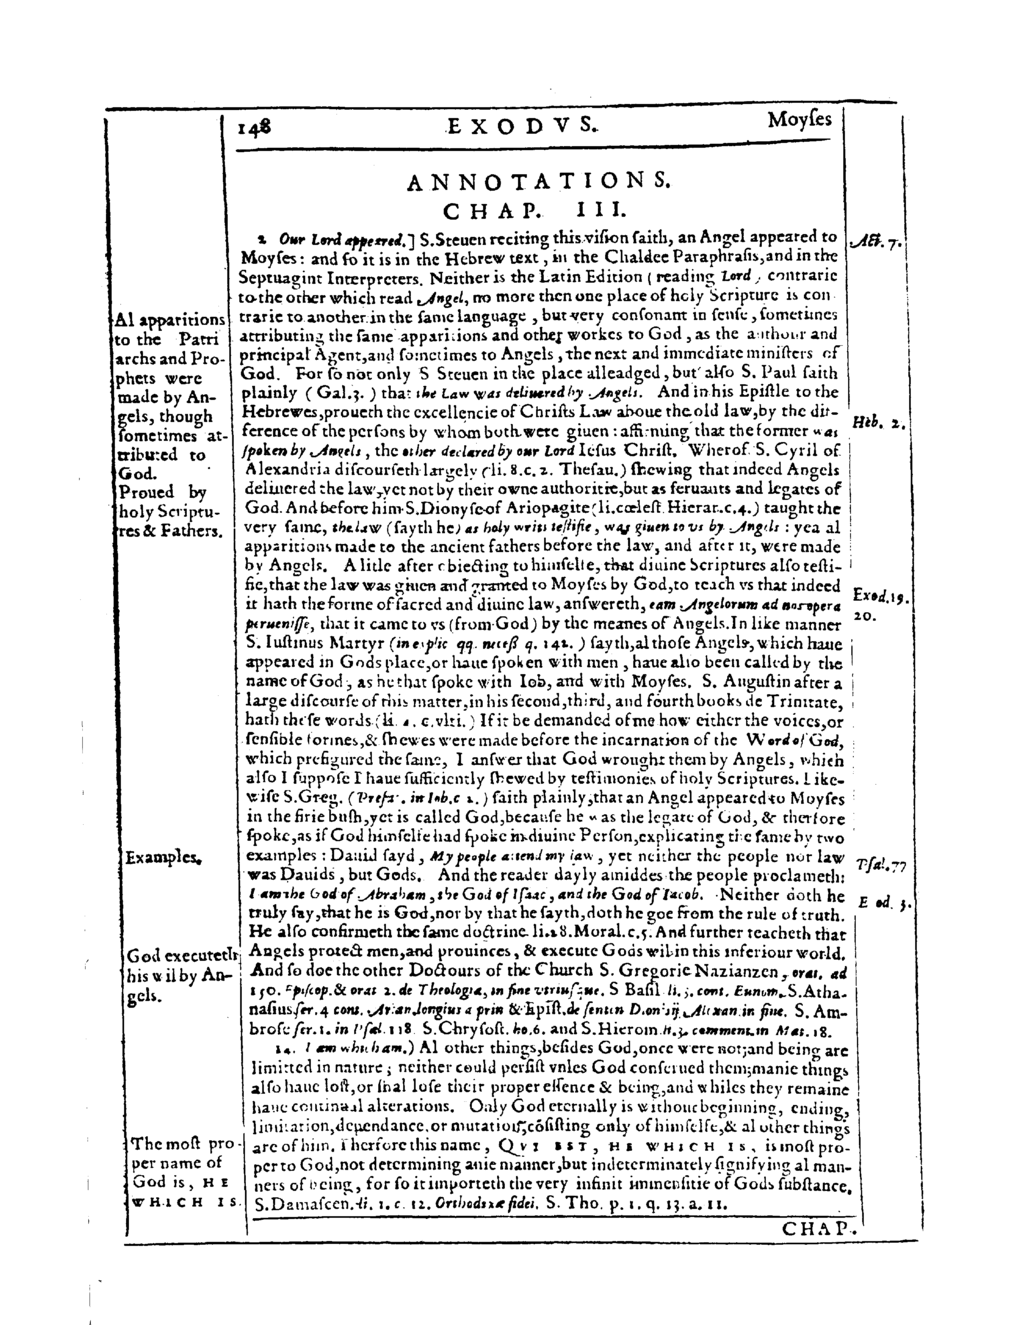 148 EXODVS. Moyſes
ANNOTATIONS.
CHAP. III.
2. Our Lord appeared.] S. Steuen reciting this viſion ſaith, an Angel appeared to
Moyſes: and ſo it is in the Hebrew text, in the Chaldee Paraphraſis, and in the
Septuagint Interpreters. Neither is the Latin Edition (reading Lord, contrarie
to the other which read Angel, no more then one place of holy Scripture is con
trarie to another in the ſame language, but very conſonant in ſenſe, ſometimes
attributing the ſame apparitions and other workes to God, as the authour and
principal Agent, and ſometimes to Angels, the next and immediate miniſters of
God. For ſo not only S Steuen in the place alleadged, but alſo S. Paul ſaith
plainly (Gal. 3.) that the Law was deliuered by Angels. And in his Epiſtle to the
Hebrewes, proueth the excellencie of Chriſts Law aboue the old law, by the dif-
ference of the perſons by whom both were giuen: affirming that the former was
ſpoken by Angels, the other declared by our Lord Ieſus Chriſt. Wherof S. Cyril of
Alexandria diſcourſeth largely (li. 8. c. 2. Theſau.) ſhewing that indeed Angels
deliuered the law, yet not by their owne authoritie, but as ſeruants and legates of
God. And before him S. Dionyſe of Ariopagite (li. cœleſt. Hierar. c. 4.) taught the
very ſame, the law (ſayth he) as holy writs teſtifie, was giuen to vs by Angels: yea al
apparitions made to the ancient fathers before the law, and after it, were made
by Angels. A litle after obiecting to himſelfe, that diuine Scriptures alſo teſti-
fie, that the law was giuen and granted to Moyſes by God, to teach vs that indeed
it hath the forme of ſacred and diuine law, anſwereth, eam Angelorum ad nos opera
perueniſſe, that it came to vs (from God) by the meanes of Angels. In like manner
S. Iuſtinus Martyr (in explic qq. neceß q. 142.) ſayth, al thoſe Angels, which haue
appeared in Gods place, or haue ſpoken with men, haue alſo been called by the
name of God, as he that ſpoke with Iob, and with Moyſes. S. Auguſtin after a
large diſcourſe of this matter, in his ſecond, third, and fourth books de Trinitate,
hath theſe words (li. c. vlti.) If it be demanded of me how either the voices, or
ſenſible formes, & ſhewes were made before the incarnation of the Word of God,
which prefigured the ſame, I anſwer that God wrought them by Angels, which
alſo I ſuppoſe I haue ſufficiently ſhewed by teſtimonies of holy Scriptures. Like-
wiſe S. Greg. (Præfa. in Iob. c 1.) ſaith plainly, that an Angel appeared to Moyſes
in the firie buſh, yet is called God, becauſe he was the legate of God, & therfore
ſpoke, as if God himſelfe had ſpoke in diuine Perſon, explicating the ſame by two
examples: Dauid ſayd, My people attend my law, yet neither the people nor law
was Dauids, but Gods. And the reader dayly amiddes the people proclameth:
I am the God of Abraham, the God of Iſaac, and the God of Iacob. Neither doth he
truly ſay, that he is God, nor by that he ſayth, doth he goe from the rule of truth.
He alſo confirmeth the ſame doctrine li. 28. Moral. c. 5. And further teacheth that
Angels protect men, and prouinces, & execute Gods wil in this inferiour world.
And ſo doe the other Doctours of the Church S. Gregorie Nazianzen, orat. ad
150. Epiſcop. & orat 2. de Theologia, in fine vtriuſque. S Baſil li. 3. cont. Eunom. S. Atha-
naſius ſer. 4 cont. Arian. longius a prin & Epiſt. de ſenten Dionyſij Alexan. in fine. S. Am-
broſe ſer. 1. in Pſal. 118 S. Chryſoſt. ho. 6. and S. Hierom. li. 3. comment. in Mat. 18.
14. I am who am.) Al other things, beſides God, once were not; and being are
limitted in nature; neither could perſiſt vnles God conſerued them; manie things
alſo haue loſt, or ſhal loſe their proper eſſence & being, and whiles they remaine
haue continual alterations. Only God eternally is without beginning, ending,
limitation, dependance, or mutation, cõſiſting only of himſelfe, & al other things
are of him. Therfore this name, QVI EST, HE WHICH IS, is moſt pro-
per to God, not determining anie manner, but indeterminately ſignifying al man-
ners of being, for ſo it importeth the very infinit immenſitie of Gods ſubſtance.
S. Damaſcen. li. 1. c. 12. Orthodoxæ fidei. S. Tho. p. 1. q. 13. a. 11.
CHAP.
Al apparitions
to the Patri
archs and Pro-
phets were
made by An-
gels, though
ſometimes at-
tributed to
God.
Proued by
holy Scriptu-
res & Fathers.
Examples.
God executeth
his wil by An-
gels.
The moſt pro-
per name of
God is, HE
WHICH IS.
Act. 7.
Heb. 2.
Exod. 19.
20.
Pſal. 77
Exod. 3.